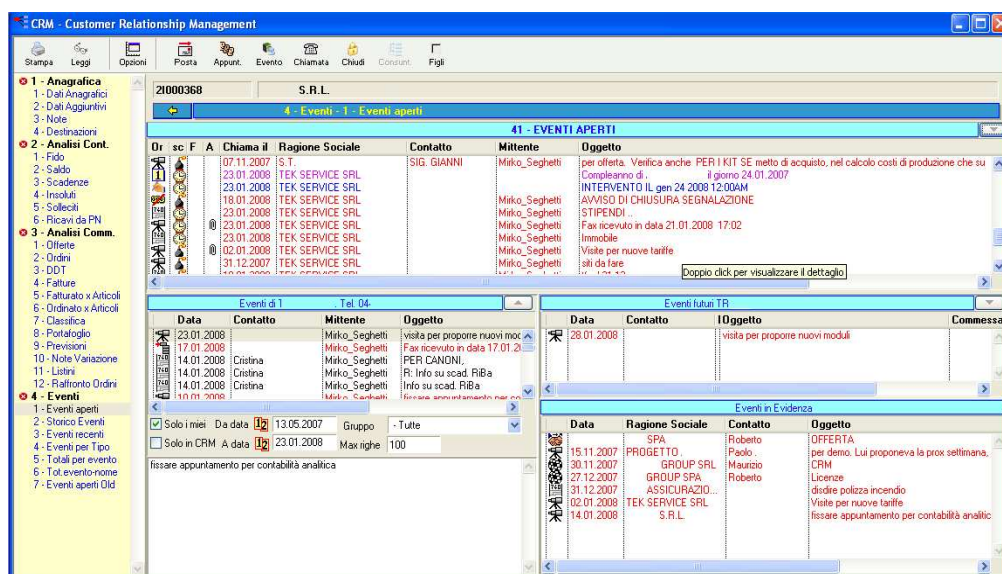 CRM - Customer Relationship Management
Stampa Leggi Opzioni Posta Appunt. Evento Chiamata Chiudi Consunt. Figli
1 - Anagrafica
1 - Dati Anagrafici
2 - Dati Aggiuntivi
3 - Note
4 - Destinazioni
2 - Analisi Cont.
1 - Fido
2 - Saldo
3 - Scadenze
4 - Insoluti
5 - Solleciti
6 - Ricavi da PN
3 - Analisi Comm.
1 - Offerte
2 - Ordini
3 - DDT
4 - Fatture
5 - Fatturato x Articoli
6 - Ordinato x Articoli
7 - Classifica
8 - Portafoglio
9 - Previsioni
10 - Note Variazione
11 - Listini
12 - Raffronto Ordini
4 - Eventi
1 - Eventi aperti
2 - Storico Eventi
3 - Eventi recenti
4 - Eventi per Tipo
5 - Totali per evento
6 - Tot.evento-nome
7 - Eventi aperti Old
2I000368 S.R.L.
4 - Eventi - 1 - Eventi aperti
41 - EVENTI APERTI
Or sc F A Chiama il Ragione Sociale Contatto Mittente Oggetto
07.11.2007 S.T. SIG. GIANNI Mirko_Seghetti per offerta. Verifica anche PER I KIT SE metto di acquisto, nel calcolo costi di produzione che su
23.01.2008 TEK SERVICE SRL Compleanno di . il giorno 24.01.2007
23.01.2008 TEK SERVICE SRL INTERVENTO IL gen 24 2008 12:00AM
18.01.2008 TEK SERVICE SRL Mirko_Seghetti AVVISO DI CHIUSURA SEGNALAZIONE
23.01.2008 TEK SERVICE SRL Mirko_Seghetti STIPENDI ..
23.01.2008 TEK SERVICE SRL Mirko_Seghetti Fax ricevuto in data 21.01.2008 17:02
23.01.2008 TEK SERVICE SRL Mirko_Seghetti Immobile
02.01.2008 TEK SERVICE SRL Mirko_Seghetti Visite per nuove tariffe
31.12.2007 TEK SERVICE SRL Mirko_Seghetti siti da fare
TEK SERVICE SRL Mirko_Seghetti
Doppio click per visualizzare il dettaglio
Eventi di 1 . Tel. 04-
Data Contatto Mittente Oggetto
23.01.2008 Mirko_Seghetti visita per proporre nuovi moc
17.01.2008 Mirko_Seghetti Fax ricevuto in data 17.01.20
14.01.2008 Cristina Mirko_Seghetti PER CANONI,
14.01.2008 Cristina Mirko_Seghetti R: Info su scad. RiBa
14.01.2008 Cristina Mirko_Seghetti Info su scad. RiBa
10.01.2008 Mirko_Seghetti fissare appuntamento per co
Solo i miei Da data 12 13.05.2007 Gruppo - Tutte
Solo in CRM A data 12 23.01.2008 Max righe 100
fissare appuntamento per contabilità analitica
Eventi futuri TR
Data Contatto Oggetto Commessa
28.01.2008 visita per proporre nuovi moduli
Eventi in Evidenza
Data Ragione Sociale Contatto Oggetto
SPA Roberto OFFERTA
15.11.2007 PROGETTO . Paolo . per demo. Lui proponeva la prox settimana,
30.11.2007 GROUP SRL Maurizio CRM
27.12.2007 GROUP SPA Roberto Licenze
31.12.2007 ASSICURAZIO... disdire polizza incendio
02.01.2008 TEK SERVICE SRL Visite per nuove tariffe
14.01.2008 S.R.L. fissare appuntamento per contabilità analitic